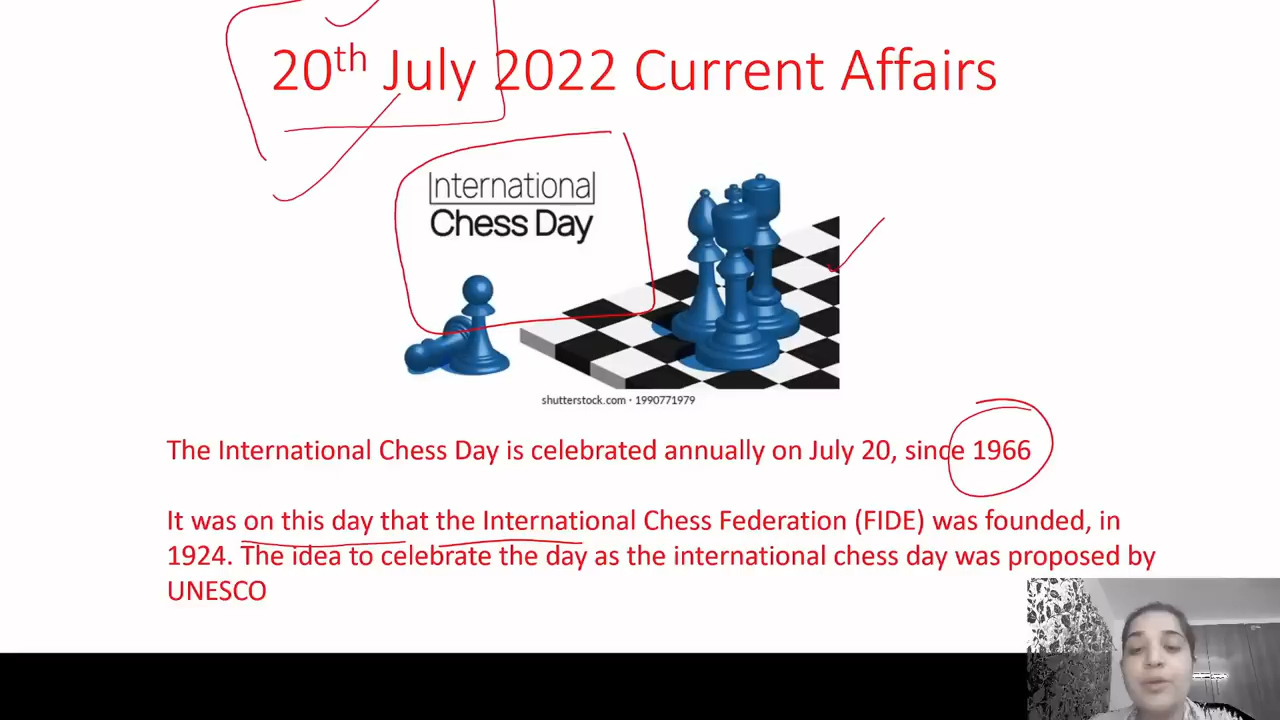 20th July 2022 Current Affairs
International
Chess Day
shutterstock.com · 1990771979
The International Chess Day is celebrated annually on July 20, since 1966
It was on this day that the International Chess Federation (FIDE) was founded, in
1924. The idea to celebrate the day as the international chess day was proposed by
UNESCO